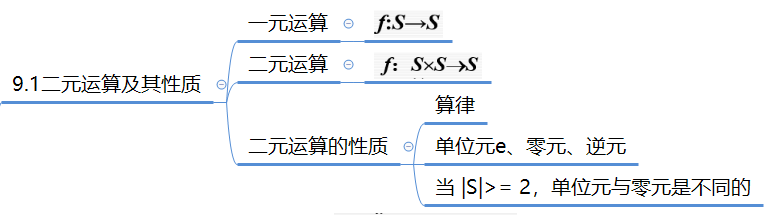 一元运算
f:S→S
二元运算
f: S×S→S
9.1二元运算及其性质
算律
二元运算的性质
单位元e、零元、逆元
当 |S|>= 2，单位元与零元是不同的